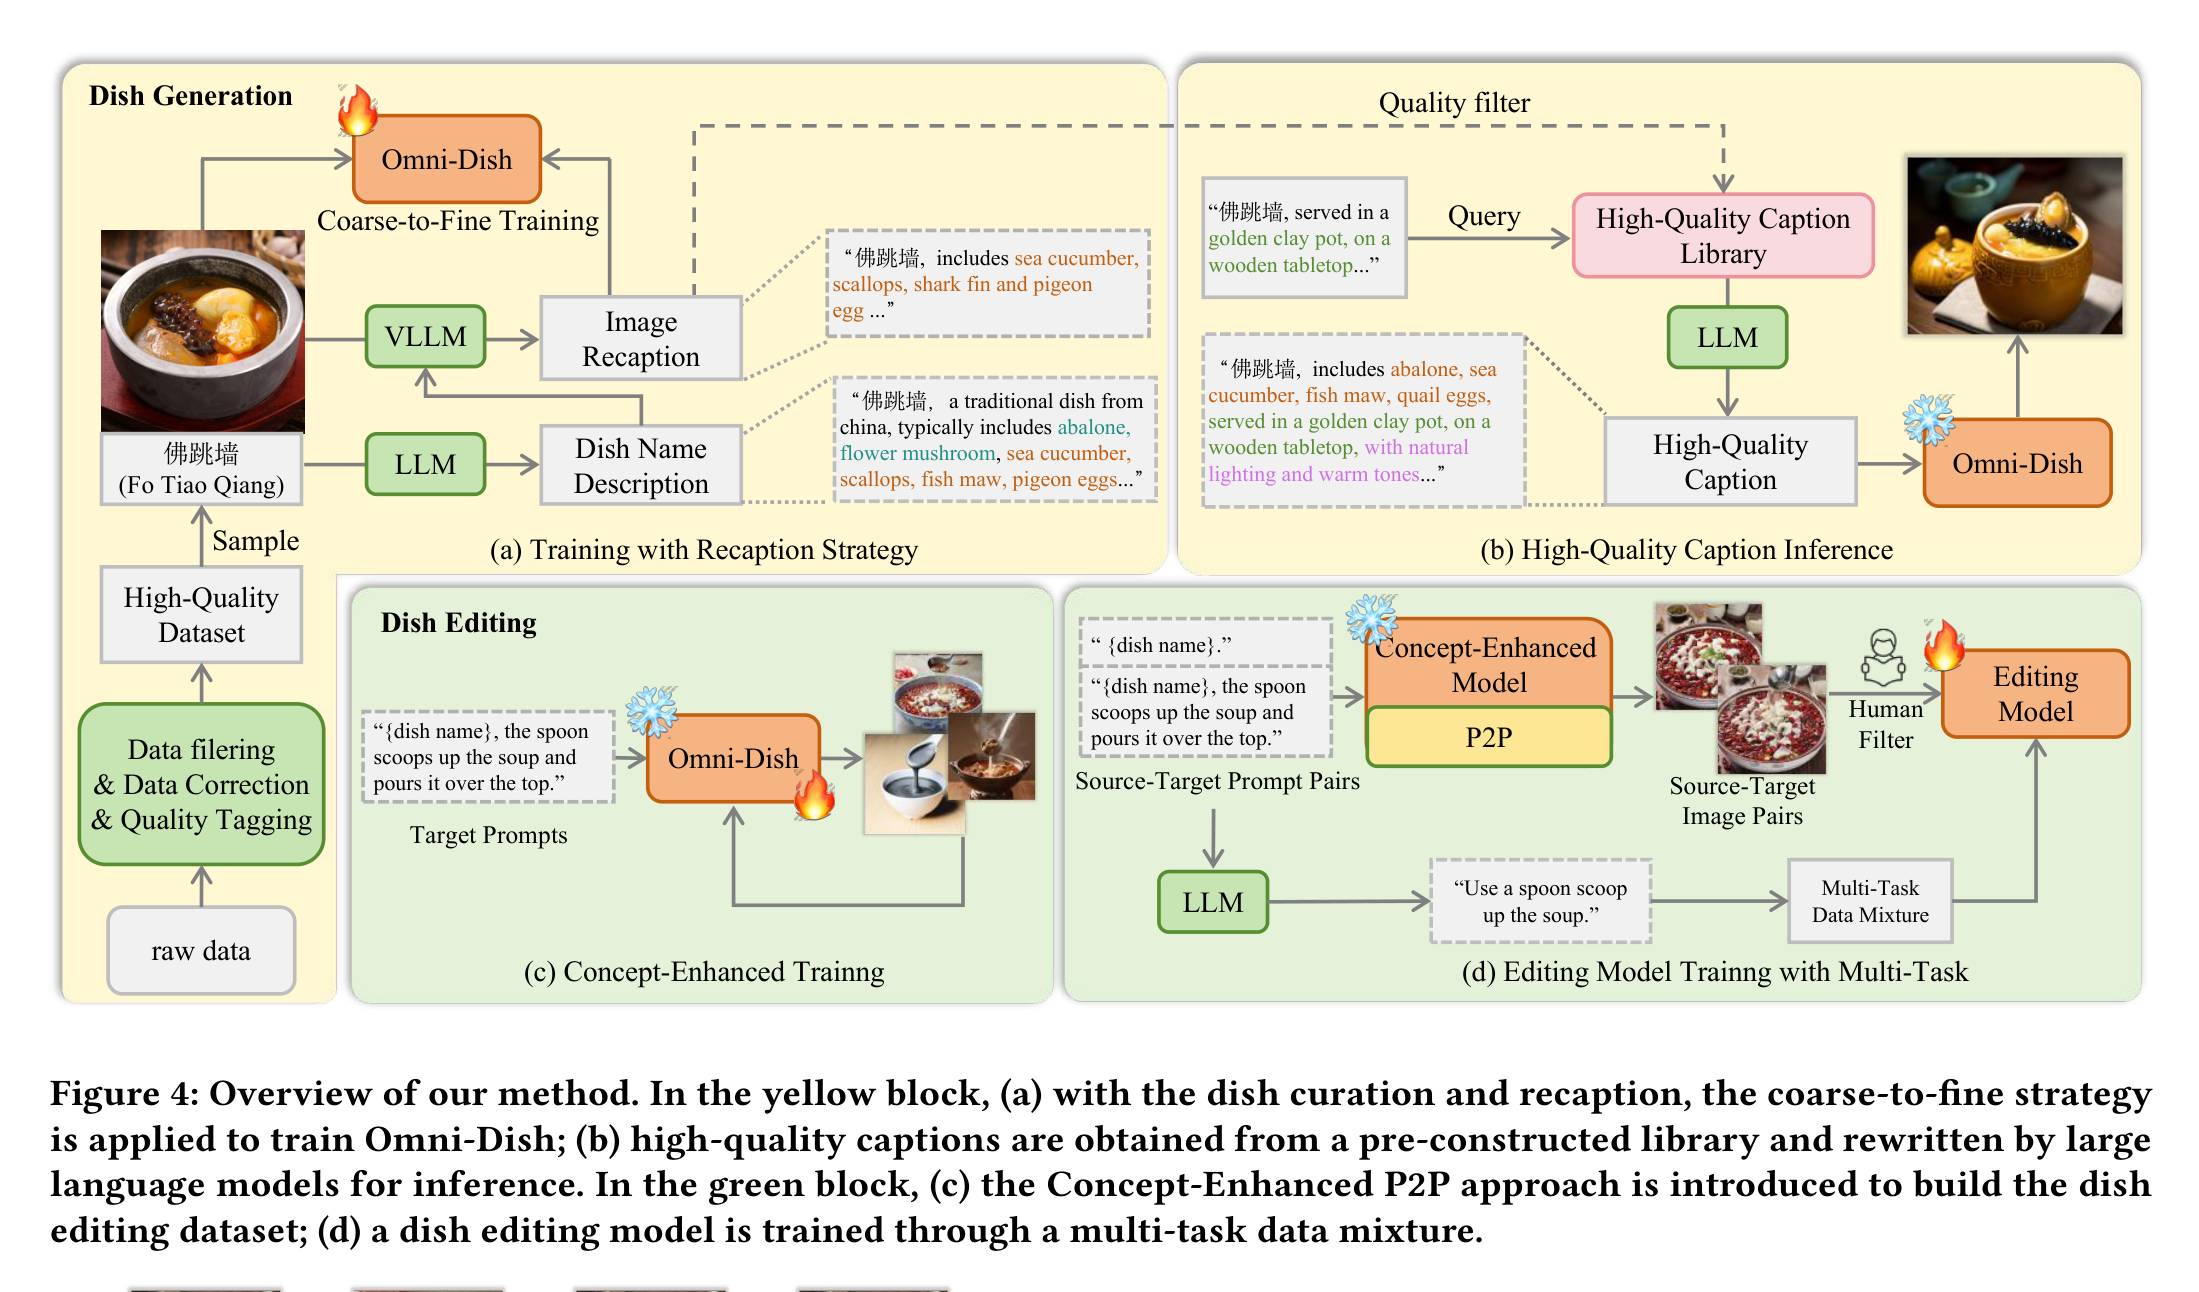 Dish Generation
Omni-Dish
Coarse-to-Fine Training
佛跳墙
(Fo Tiao Qiang)
VLLM
Image
Recaption
“佛跳墙, includes sea cucumber,
scallops, shark fin and pigeon
egg ...”
LLM
Dish Name
Description
“佛跳墙, a traditional dish from
china, typically includes abalone,
flower mushroom, sea cucumber,
scallops, fish maw, pigeon eggs...”
Sample
High-Quality
Dataset
Data filering
& Data Correction
& Quality Tagging
raw data
(a) Training with Recaption Strategy
Quality filter
“佛跳墙, served in a
golden clay pot, on a
wooden tabletop...”
Query
High-Quality Caption
Library
LLM
“佛跳墙, includes abalone, sea
cucumber, fish maw, quail eggs,
served in a golden clay pot, on a
wooden tabletop, with natural
lighting and warm tones...”
High-Quality
Caption
Omni-Dish
(b) High-Quality Caption Inference
Dish Editing
“{dish name}, the spoon
scoops up the soup and
pours it over the top.”
Target Prompts
Omni-Dish
(c) Concept-Enhanced Trainng
“ {dish name}.”
“{dish name}, the spoon
scoops up the soup and
pours it over the top.”
Source-Target Prompt Pairs
Concept-Enhanced
Model
P2P
Source-Target
Image Pairs
Human
Filter
Editing
Model
LLM
“Use a spoon scoop
up the soup.”
Multi-Task
Data Mixture
(d) Editing Model Trainng with Multi-Task
Figure 4: Overview of our method. In the yellow block, (a) with the dish curation and recaption, the coarse-to-fine strategy
is applied to train Omni-Dish; (b) high-quality captions are obtained from a pre-constructed library and rewritten by large
language models for inference. In the green block, (c) the Concept-Enhanced P2P approach is introduced to build the dish
editing dataset; (d) a dish editing model is trained through a multi-task data mixture.